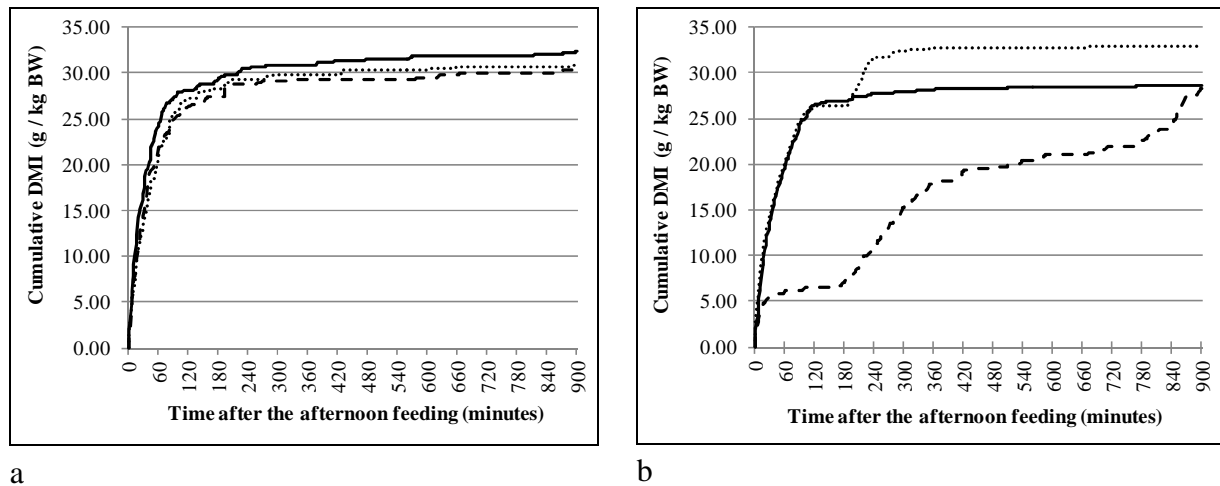 35.00
30.00
25.00
20.00
15.00
10.00
5.00
0.00
Cumulative DMI (g / kg BW)
0 60 120 180 240 300 360 420 480 540 600 660 720 780 840 900
Time after the afternoon feeding (minutes)
a
35.00
30.00
25.00
20.00
15.00
10.00
5.00
0.00
Cumulative DMI (g / kg BW)
0 60 120 180 240 300 360 420 480 540 600 660 720 780 840 900
Time after the afternoon feeding (minutes)
b